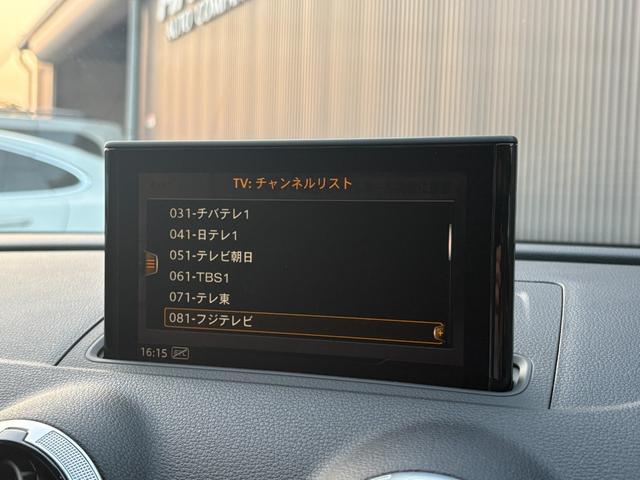 AUTO COMPA
TV: チャンネルリスト
031-チバテレ1
041-日テレ1
051-テレビ朝日
061-TBS1
071-テレ東
081-フジテレビ
16:15